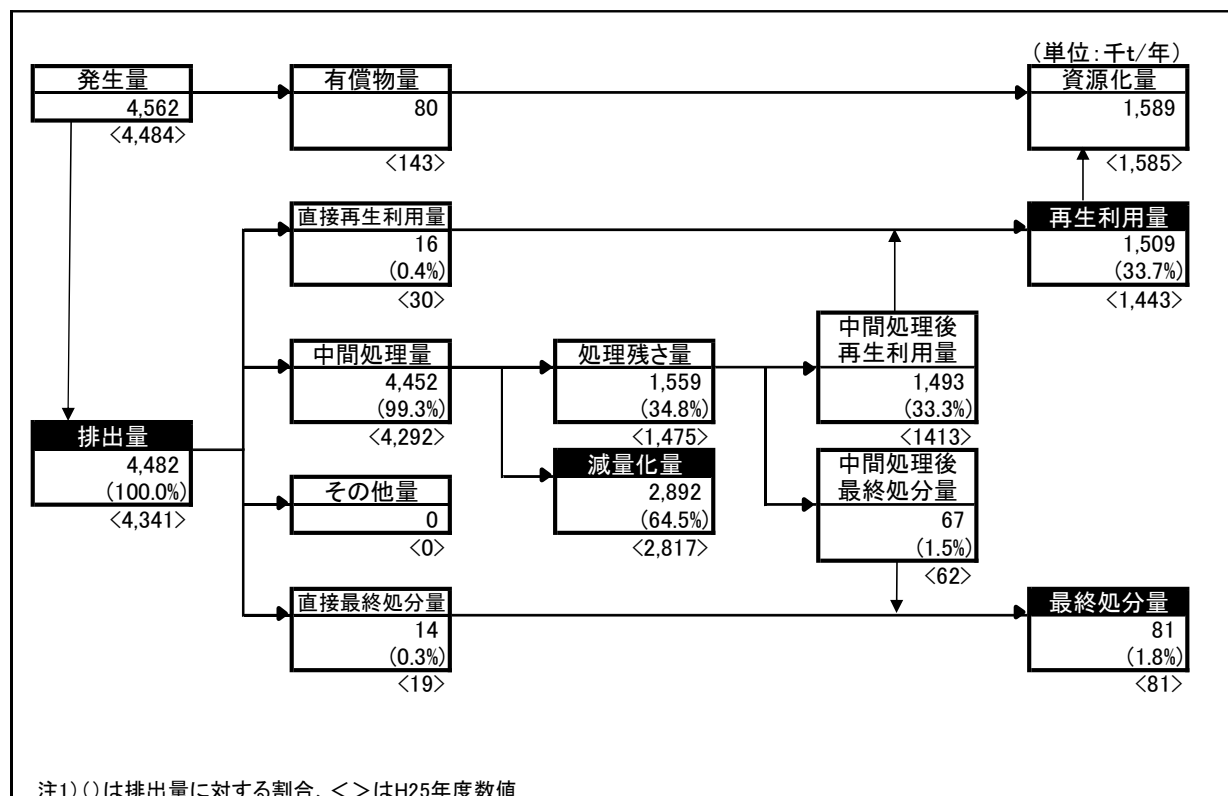 (単位:千t/年)
発生量
4,562
<4,484>
有償物量
80
<143>
資源化量
1,589
<1,585>
直接再生利用量
16
(0.4%)
<30>
再生利用量
1,509
(33.7%)
<1,443>
中間処理量
4,452
(99.3%)
<4,292>
処理残さ量
1,559
(34.8%)
<1,475>
中間処理後
再生利用量
1,493
(33.3%)
<1413>
排出量
4,482
(100.0%)
<4,341>
減量化量
2,892
(64.5%)
<2,817>
中間処理後
最終処分量
67
(1.5%)
<62>
その他量
0
<0>
直接最終処分量
14
(0.3%)
<19>
最終処分量
81
(1.8%)
<81>
注1)()は排出量に対する割合、<>はH25年度数値